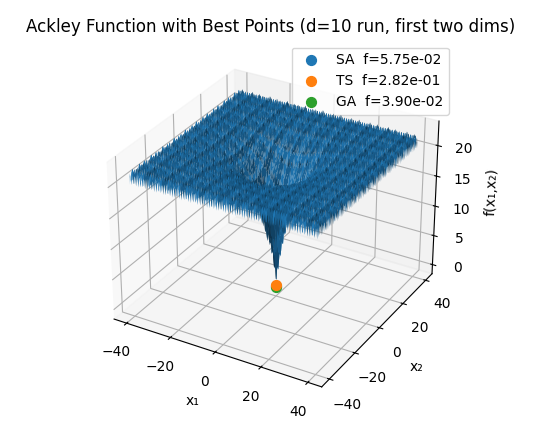 Ackley Function with Best Points (d=10 run, first two dims)
SA  f=5.75e-02
TS  f=2.82e-01
GA  f=3.90e-02
20
15
10
5
0
f(x₁,x₂)
−40
−20
0
20
40
x₁
−40
−20
0
20
40
x₂